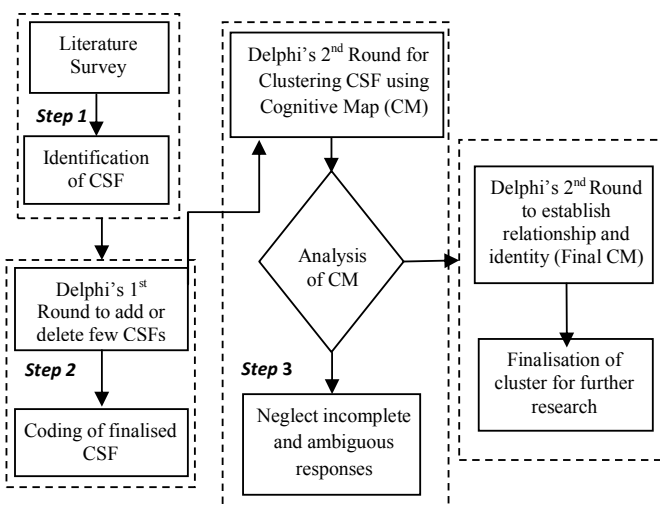 Literature
Survey
Step 1
Identification
of CSF
Delphi's 1st
Round to add or
delete few CSFs
Step 2
Coding of finalised
CSF
Delphi's 2nd Round for
Clustering CSF using
Cognitive Map (CM)
Analysis
of CM
Step 3
Neglect incomplete
and ambiguous
responses
Delphi's 2nd Round
to establish
relationship and
identity (Final CM)
Finalisation of
cluster for further
research